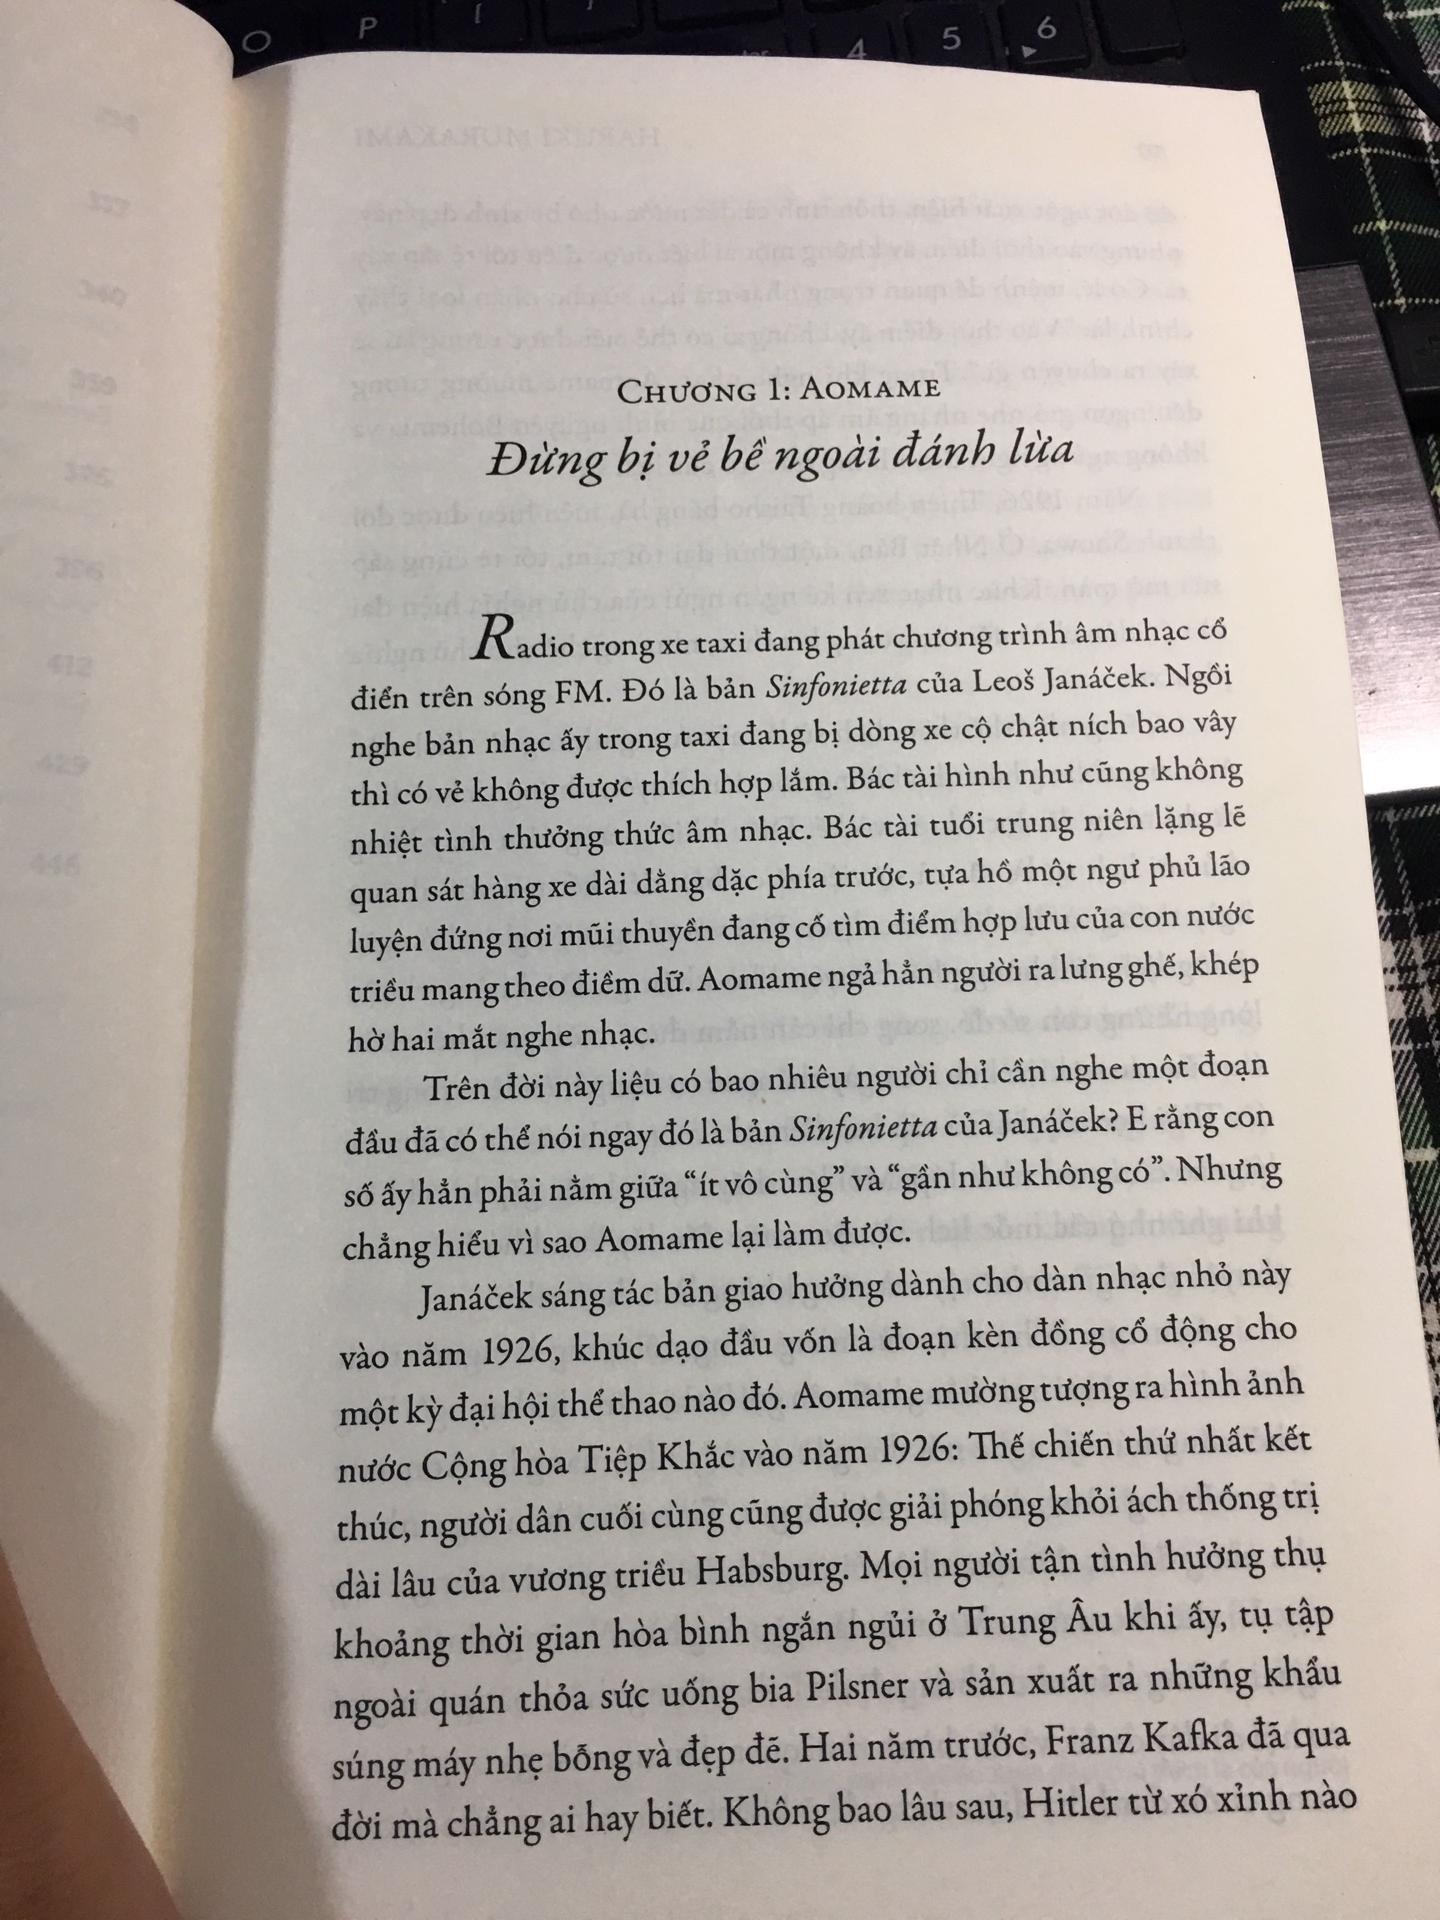 O
P
[
]
4
5
6
HARUKI MURAKAMI
337
340
359
376
396
412
429
446
CHƯƠNG 1: AOMAME
Đừng bị vẻ bề ngoài đánh lừa
Radio trong xe taxi đang phát chương trình âm nhạc cổ
điển trên sóng FM. Đó là bản Sinfonietta của Leoš Janáček. Ngồi
nghe bản nhạc ấy trong taxi đang bị dòng xe cộ chật ních bao vây
thì có vẻ không được thích hợp lắm. Bác tài hình như cũng không
nhiệt tình thưởng thức âm nhạc. Bác tài tuổi trung niên lặng lẽ
quan sát hàng xe dài dằng dặc phía trước, tựa hồ một ngư phủ lão
luyện đứng nơi mũi thuyền đang cố tìm điểm hợp lưu của con nước
triều mang theo điềm dữ. Aomame ngả hẳn người ra lưng ghế, khép
hờ hai mắt nghe nhạc.
Trên đời này liệu có bao nhiêu người chỉ cần nghe một đoạn
đầu đã có thể nói ngay đó là bản Sinfonietta của Janáček? E rằng con
số ấy hẳn phải nằm giữa “ít vô cùng” và “gần như không có”. Nhưng
chẳng hiểu vì sao Aomame lại làm được.
Janáček sáng tác bản giao hưởng dành cho dàn nhạc nhỏ này
vào năm 1926, khúc dạo đầu vốn là đoạn kèn đồng cổ động cho
một kỳ đại hội thể thao nào đó. Aomame mường tượng ra hình ảnh
nước Cộng hòa Tiệp Khắc vào năm 1926: Thế chiến thứ nhất kết
thúc, người dân cuối cùng cũng được giải phóng khỏi ách thống trị
dài lâu của vương triều Habsburg. Mọi người tận tình hưởng thụ
khoảng thời gian hòa bình ngắn ngủi ở Trung Âu khi ấy, tụ tập
ngoài quán thỏa sức uống bia Pilsner và sản xuất ra những khẩu
súng máy nhẹ bỗng và đẹp đẽ. Hai năm trước, Franz Kafka đã qua
đời mà chẳng ai hay biết. Không bao lâu sau, Hitler từ xó xỉnh nào